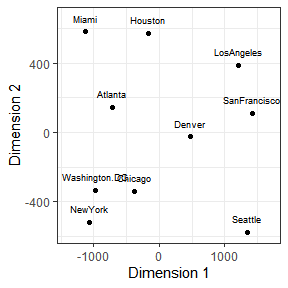 Miami
Houston
LosAngeles
400
Atlanta
SanFrancisco
Dimension 2
Denver
0
Washington.DC
Chicago
-400
NewYork
Seattle
-1000
0
1000
Dimension 1